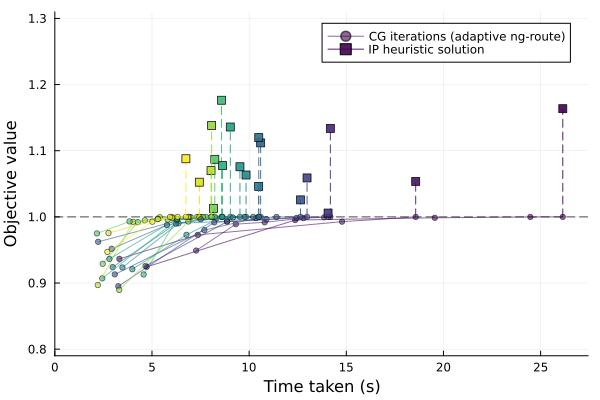 1.3
CG iterations (adaptive ng-route)
IP heuristic solution
1.2
1.1
1.0
0.9
0.8
Objective value
0 5 10 15 20 25
Time taken (s)